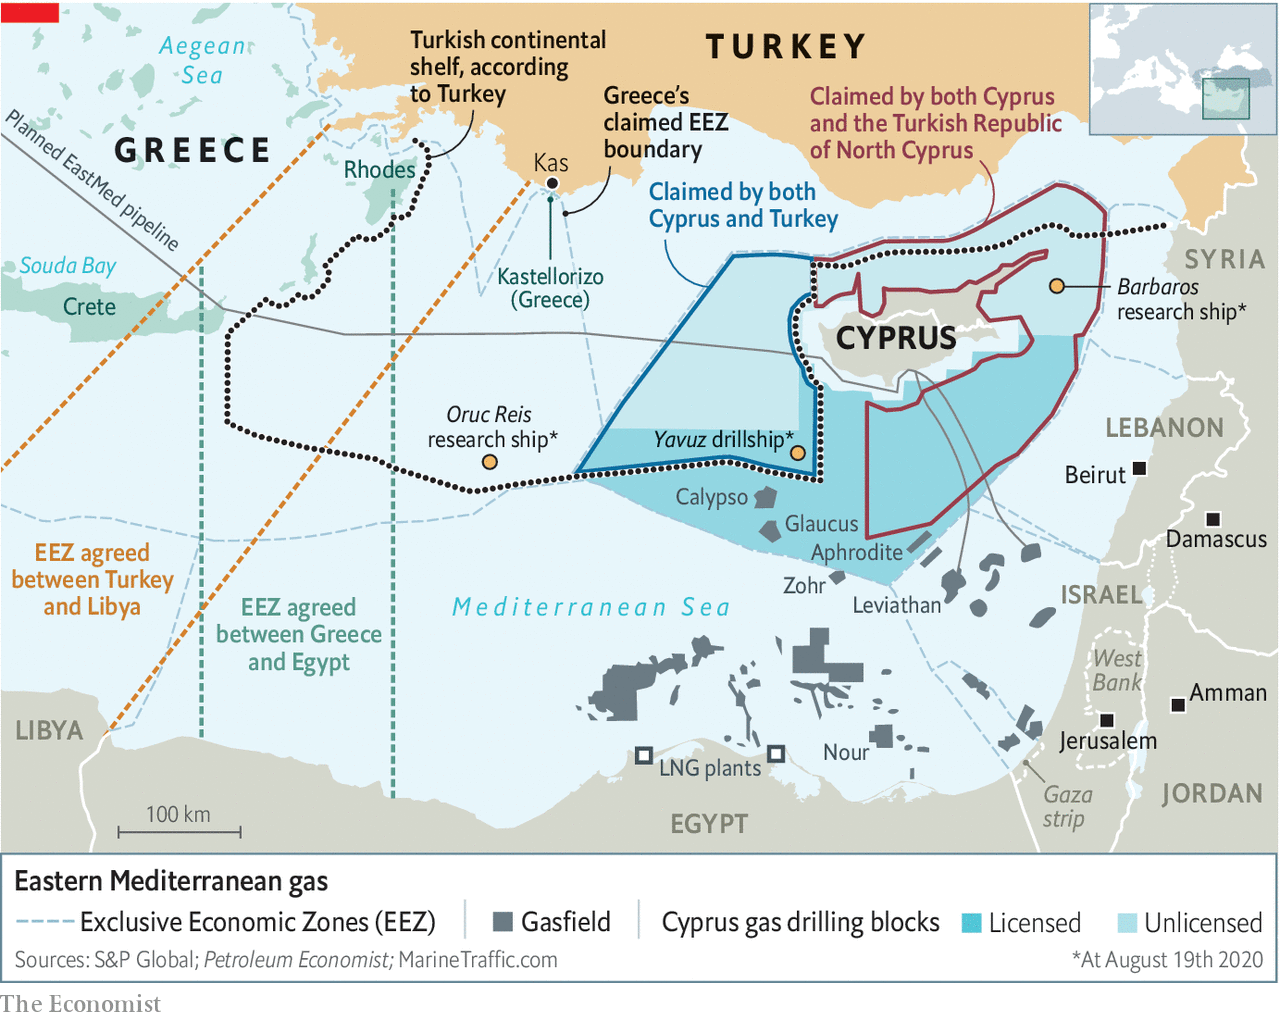 Aegean
Sea
Turkish continental
shelf, according
to Turkey
TURKEY
Greece's
claimed EEZ
boundary
Claimed by both Cyprus
and the Turkish Republic
of North Cyprus
Planned EastMed pipeline
GREECE
Rhodes
Kas
Claimed by both
Cyprus and Turkey
Souda Bay
Crete
Kastellorizo
(Greece)
SYRIA
Barbaros
research ship*
CYPRUS
Oruc Reis
research ship*
Yavuz drillship*
LEBANON
Beirut
Calypso
Glaucus
Aphrodite
Damascus
Zohr
Leviathan
ISRAEL
EEZ agreed
between Turkey
and Libya
EEZ agreed
between Greece
and Egypt
Mediterranean Sea
West
Bank
Amman
Jerusalem
LIBYA
Nour
LNG plants
Gaza
strip
JORDAN
100 km
EGYPT
Eastern Mediterranean gas
Exclusive Economic Zones (EEZ)
Gasfield
Cyprus gas drilling blocks
Licensed
Unlicensed
Sources: S&P Global; Petroleum Economist; MarineTraffic.com
*At August 19th 2020
The Economist